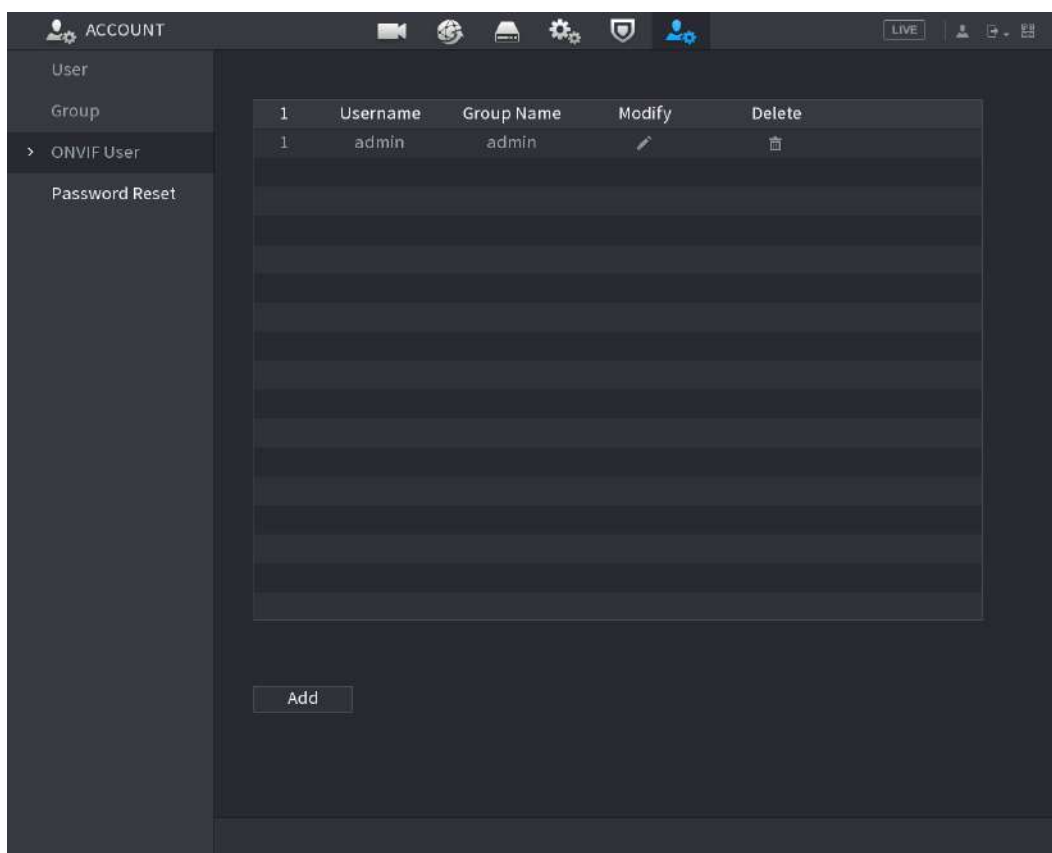 ACCOUNT LIVE
User
Group
ONVIF User
Password Reset
1 Username Group Name Modify Delete
1 admin admin
Add